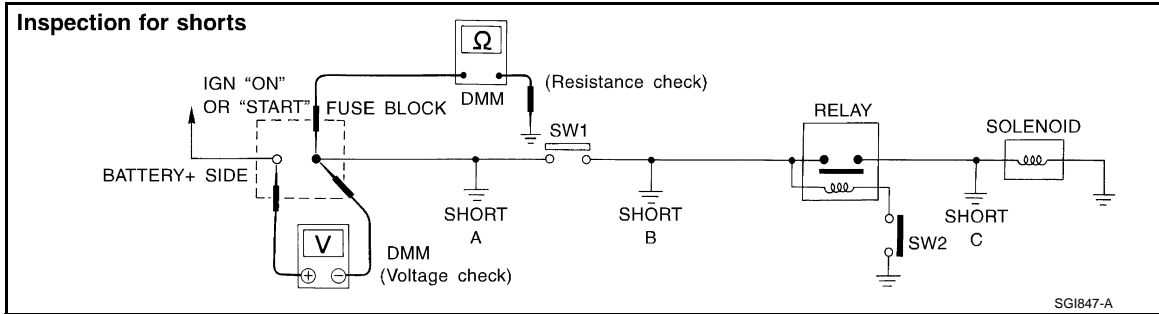 Inspection for shorts
Ω
IGN “ON”
OR “START”
FUSE BLOCK
DMM
(Resistance check)
SW1
RELAY
SOLENOID
BATTERY+ SIDE
SHORT
A
SHORT
B
SHORT
C
SW2
V
+ −
DMM
(Voltage check)
SGI847-A